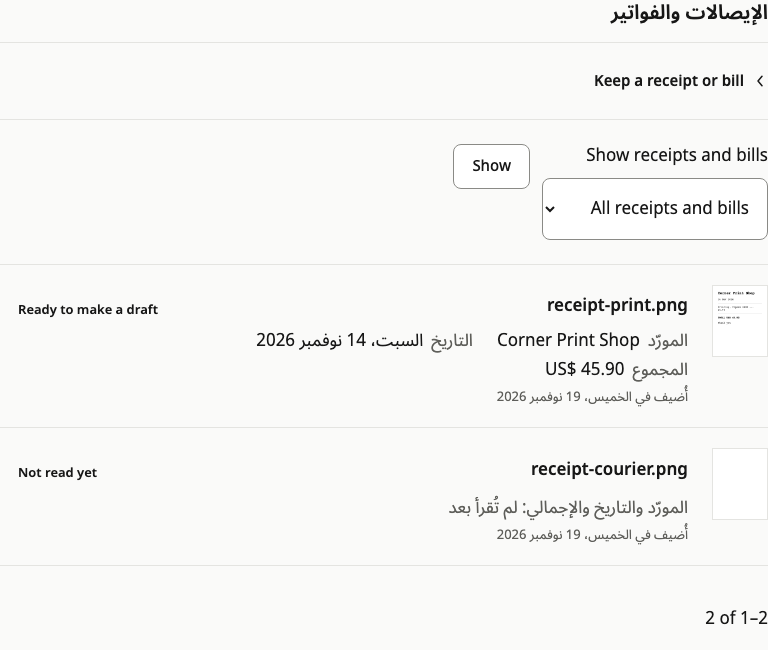 الإيصالات والفواتير
Keep a receipt or bill
Show receipts and bills
All receipts and bills
Show
receipt-print.png
Ready to make a draft
المورّد Corner Print Shop التاريخ السبت، 14 نوفمبر 2026
المجموع US$ 45.90
أُضيف في الخميس، 19 نوفمبر 2026
receipt-courier.png
Not read yet
المورّد والتاريخ والإجمالي: لم تُقرأ بعد
أُضيف في الخميس، 19 نوفمبر 2026
2 of 1–2